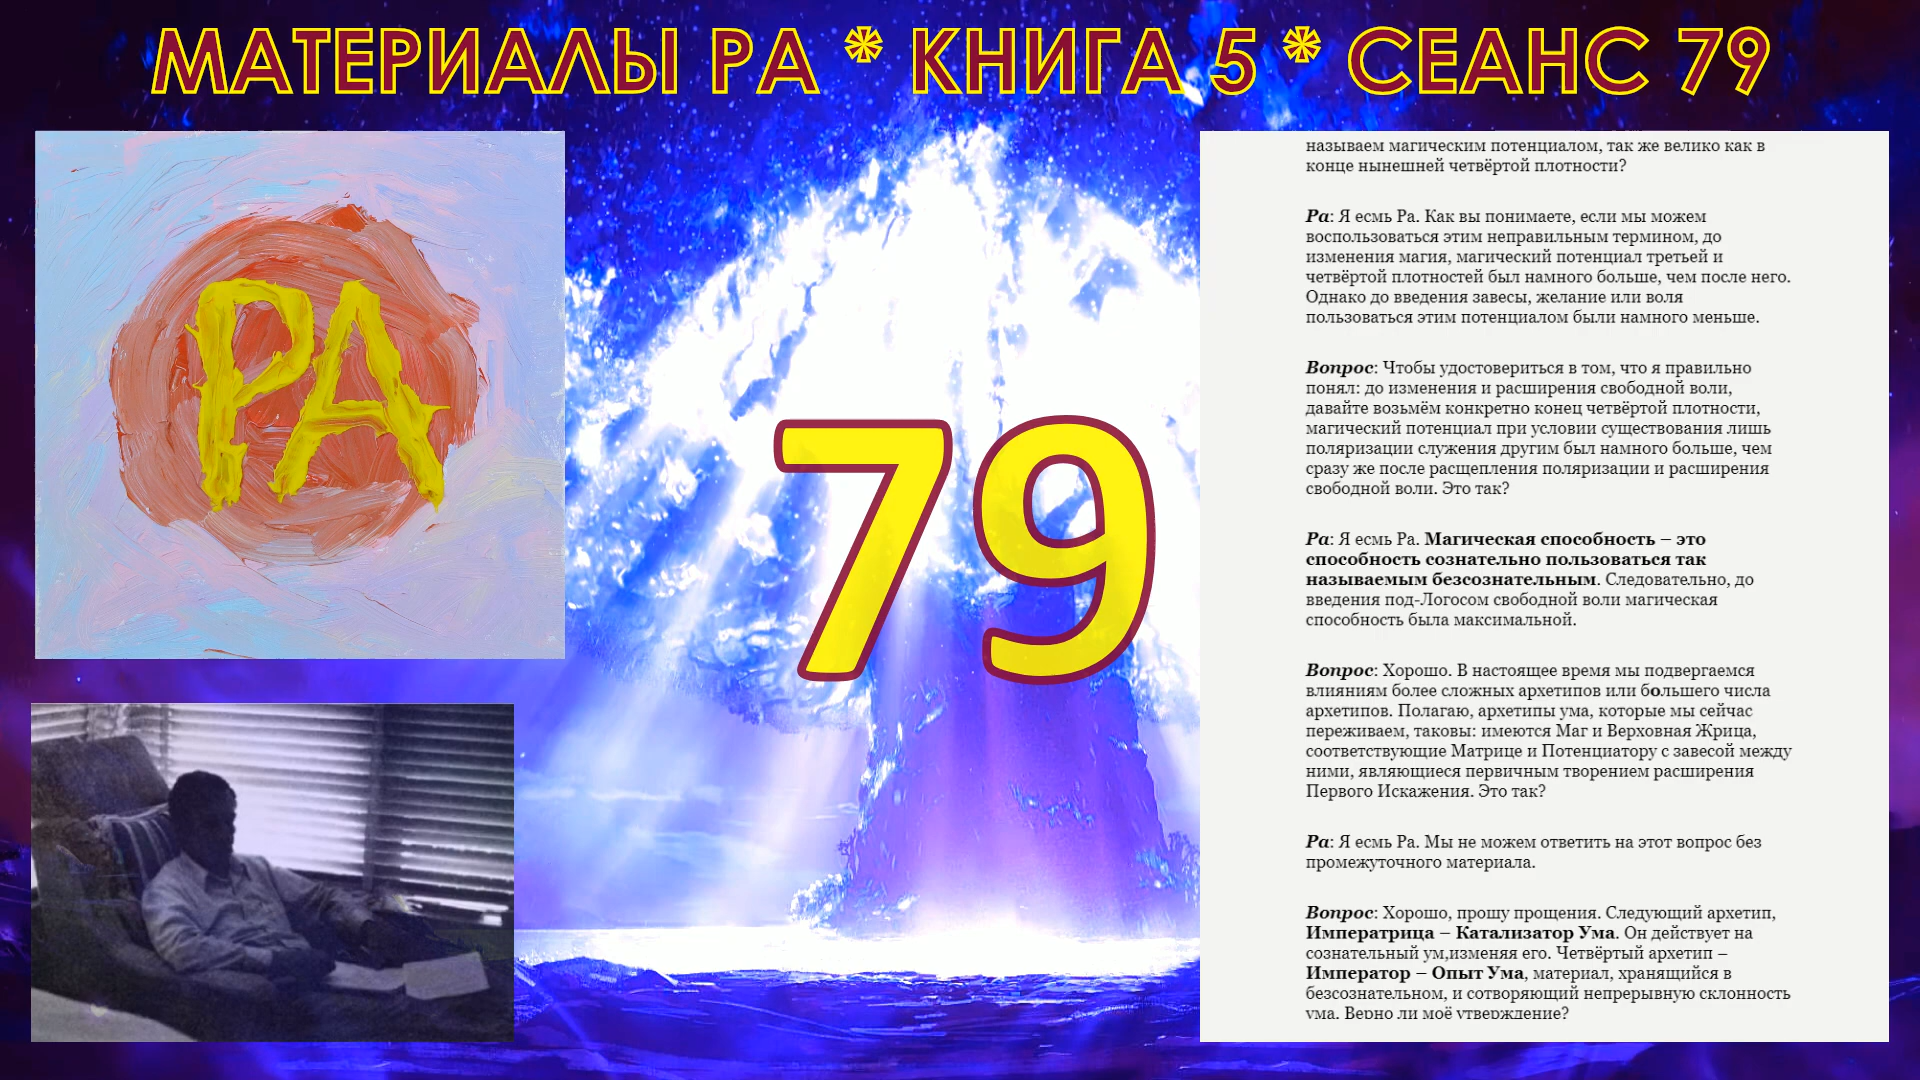 МАТЕРИАЛЫ РА * КНИГА 5 * СЕАНС 79
РА
79
называем магическим потенциалом, так же велико как в
конце нынешней четвёртой плотности?
Ра: Я есмь Ра. Как вы понимаете, если мы можем
воспользоваться этим неправильным термином, до
изменения магия, магический потенциал третьей и
четвёртой плотностей был намного больше, чем после него.
Однако до введения завесы, желание или воля
пользоваться этим потенциалом были намного меньше.
Вопрос: Чтобы удостовериться в том, что я правильно
понял: до изменения и расширения свободной воли,
давайте возьмём конкретно конец четвёртой плотности,
магический потенциал при условии существования лишь
поляризации служения другим был намного больше, чем
сразу же после расщепления поляризации и расширения
свободной воли. Это так?
Ра: Я есмь Ра. Магическая способность – это
способность сознательно пользоваться так
называемым безсознательным. Следовательно, до
введения под-Логосом свободной воли магическая
способность была максимальной.
Вопрос: Хорошо. В настоящее время мы подвергаемся
влияниям более сложных архетипов или большего числа
архетипов. Полагаю, архетипы ума, которые мы сейчас
переживаем, таковы: имеются Маг и Верховная Жрица,
соответствующие Матрице и Потенциатору с завесой между
ними, являющиеся первичным творением расширения
Первого Искажения. Это так?
Ра: Я есмь Ра. Мы не можем ответить на этот вопрос без
промежуточного материала.
Вопрос: Хорошо, прошу прощения. Следующий архетип,
Императрица – Катализатор Ума. Он действует на
сознательный ум,изменяя его. Четвёртый архетип –
Император – Опыт Ума, материал, хранящийся в
безсознательном, и сотворяющий непрерывную склонность
ума. Верно ли моё утверждение?